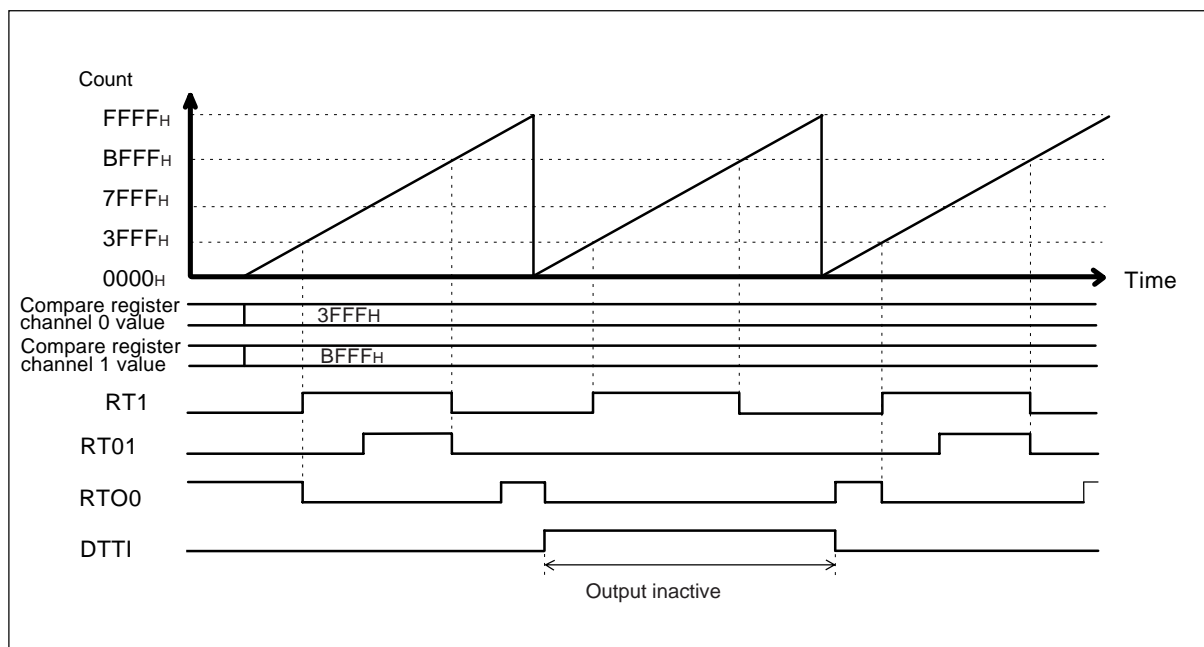 Count
FFFFH
BFFFH
7FFFH
3FFFH
0000H
Time
Compare register
channel 0 value
3FFFH
Compare register
channel 1 value
BFFFH
RT1
RT01
RTO0
DTTI
Output inactive